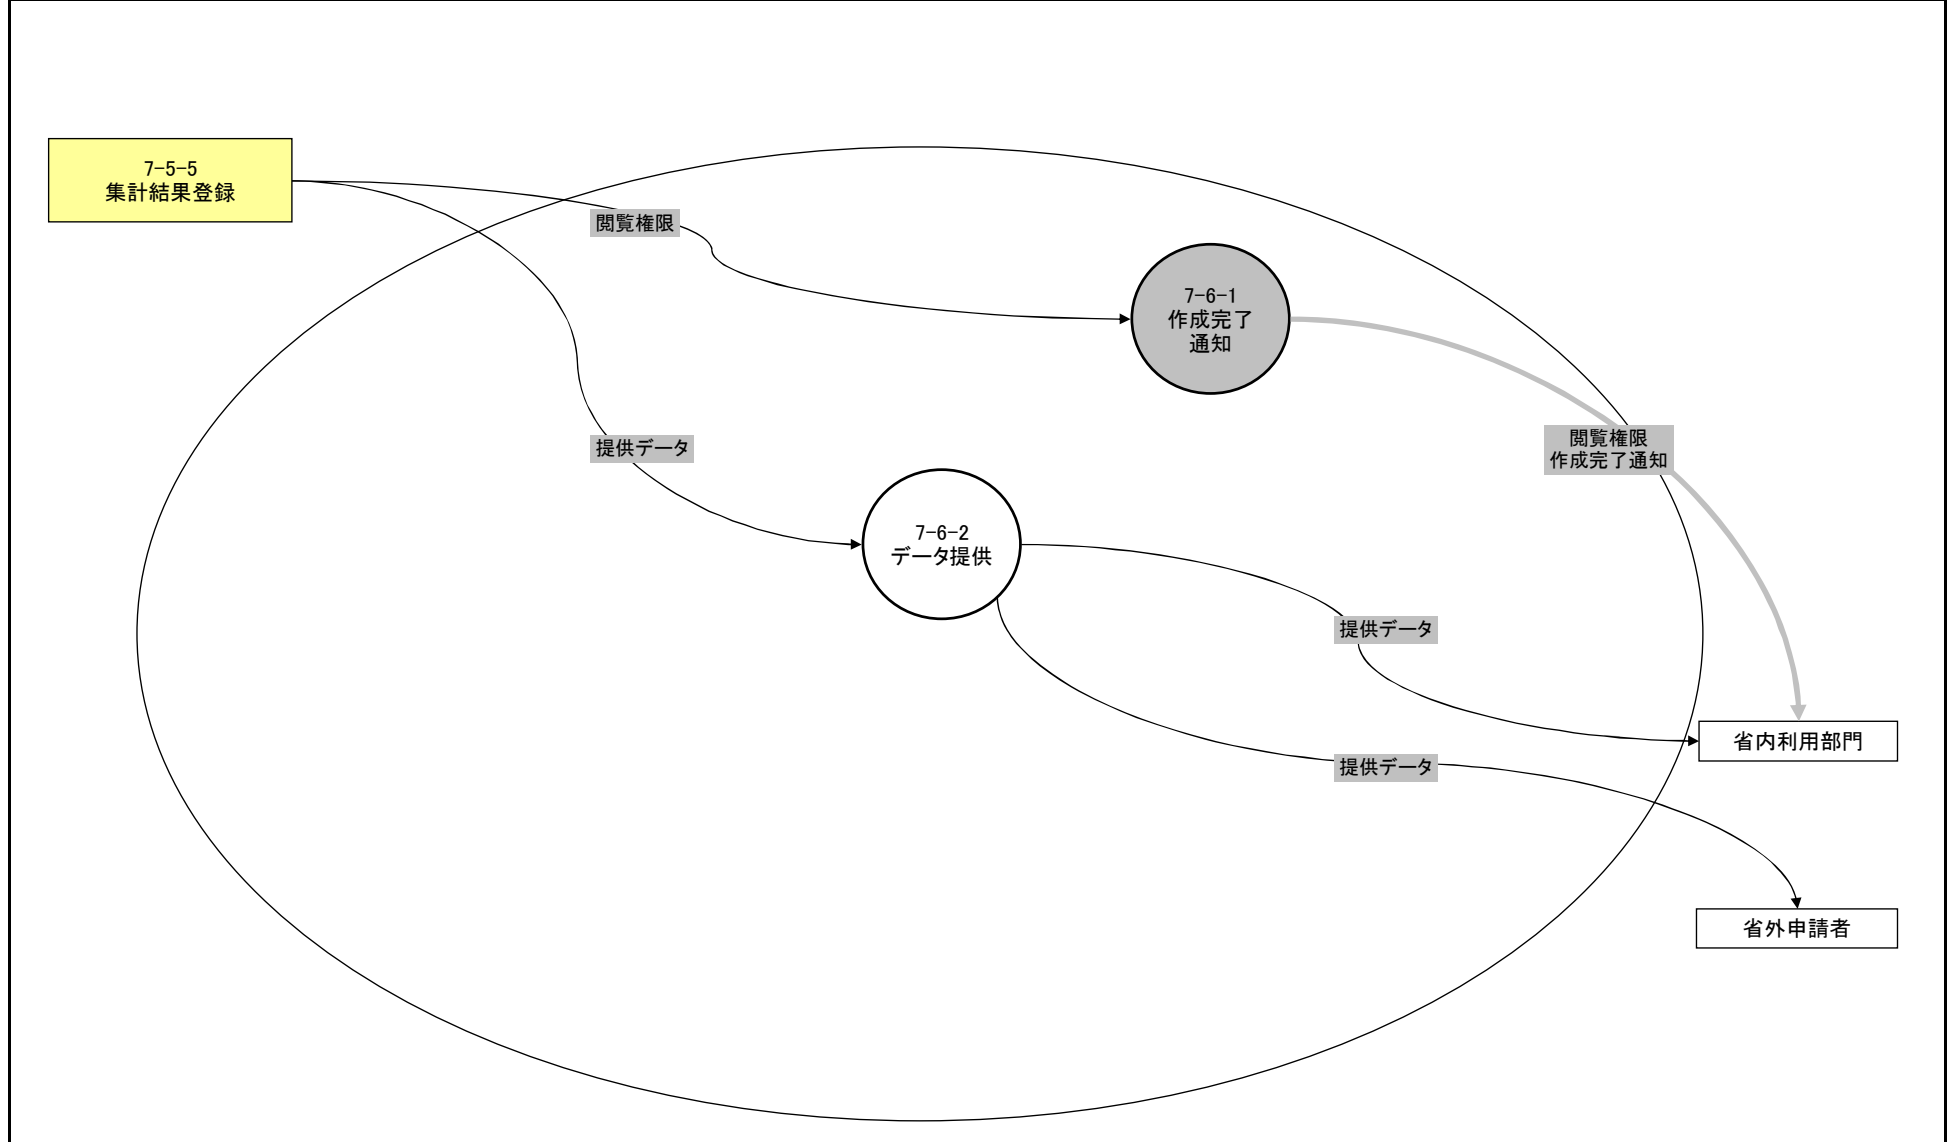 7-5-5
集計結果登録
閲覧権限
7-6-1
作成完了
通知
閲覧権限
作成完了通知
提供データ
7-6-2
データ提供
提供データ
省内利用部門
提供データ
省外申請者